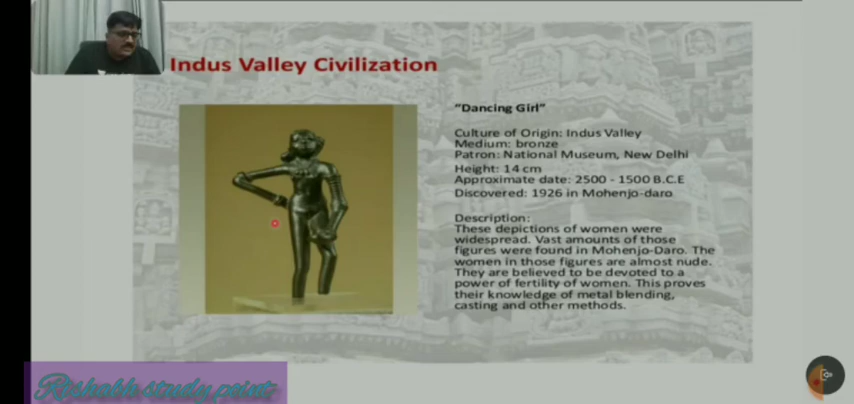 Indus Valley Civilization
"Dancing Girl"
Culture of Origin: Indus Valley
Medium: bronze
Patron: National Museum, New Delhi
Height: 14 cm
Approximate date: 2500 - 1500 B.C.E
Discovered: 1926 in Mohenjo-daro
Description:
These depictions of women were
widespread. Vast amounts of those
figures were found in Mohenjo-Daro. The
women in those figures are almost nude.
They are believed to be devoted to a
power of fertility of women. This proves
their knowledge of metal blending,
casting and other methods.
Rishabh study point